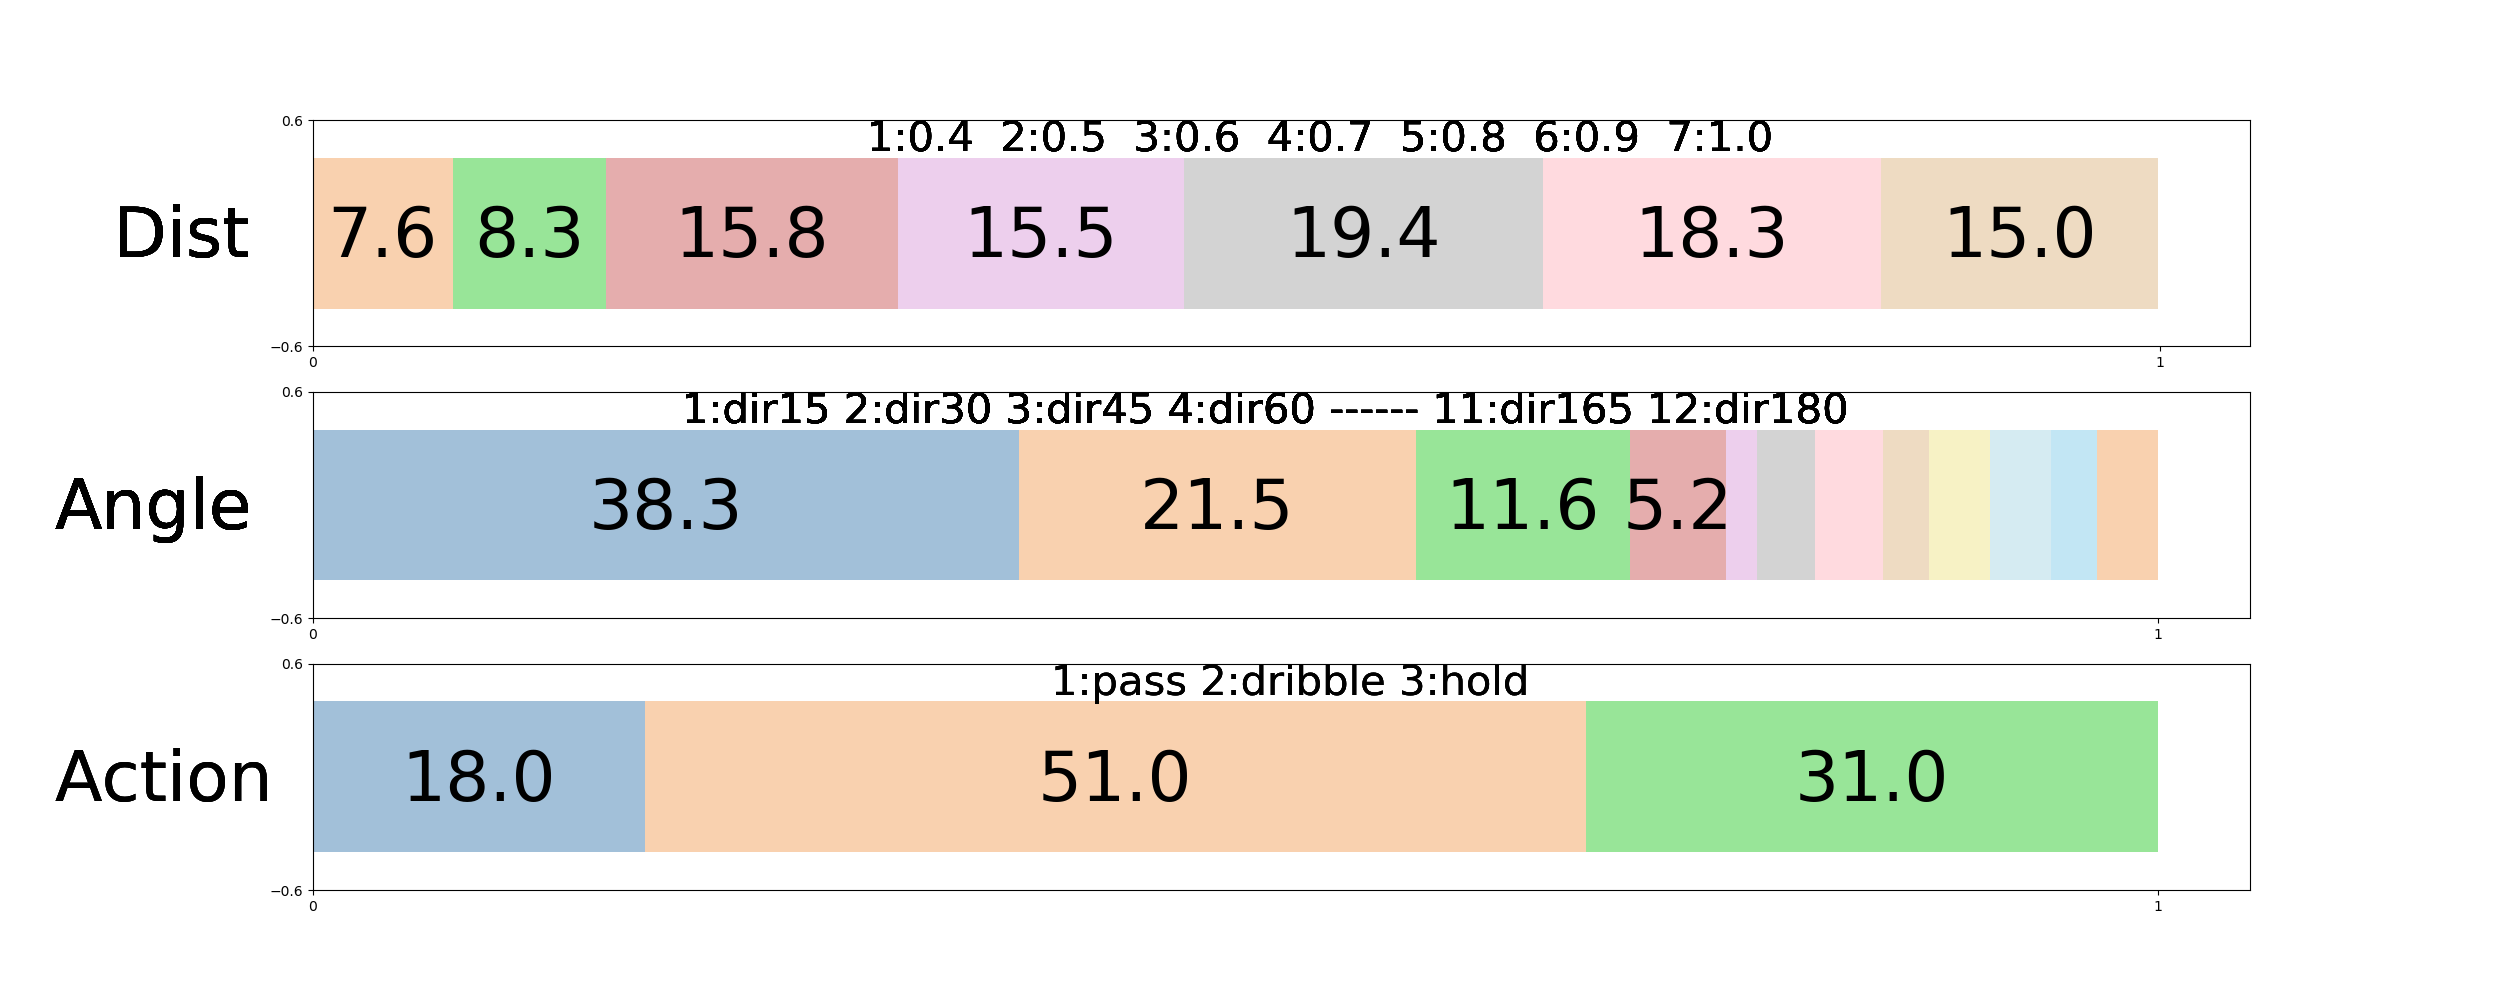 0.6
1:0.4 2:0.5 3:0.6 4:0.7 5:0.8 6:0.9 7:1.0
Dist 7.6 8.3 15.8 15.5 19.4 18.3 15.0
−0.6
0 1
0.6
1:dir15 2:dir30 3:dir45 4:dir60 ------ 11:dir165 12:dir180
Angle 38.3 21.5 11.6 5.2
−0.6
0 1
0.6
1:pass 2:dribble 3:hold
Action 18.0 51.0 31.0
−0.6
0 1